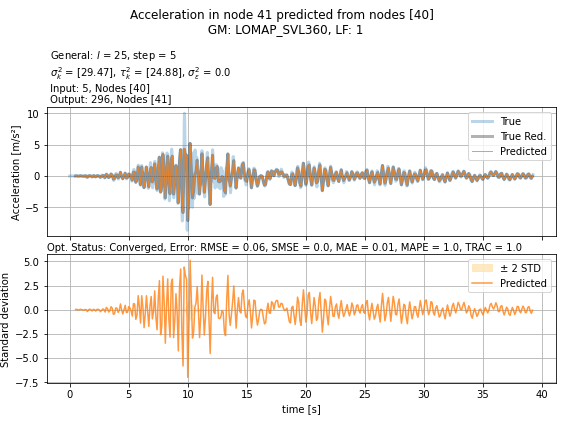 Acceleration in node 41 predicted from nodes [40]
GM: LOMAP_SVL360, LF: 1
General: l = 25, step = 5
σ²ₖ = [29.47], τ²ₖ = [24.88], σ²ε = 0.0
Input: 5, Nodes [40]
Output: 296, Nodes [41]
Acceleration [m/s²]
10
5
0
−5
True
True Red.
Predicted
Opt. Status: Converged, Error: RMSE = 0.06, SMSE = 0.0, MAE = 0.01, MAPE = 1.0, TRAC = 1.0
Standard deviation
5.0
2.5
0.0
−2.5
−5.0
−7.5
± 2 STD
Predicted
0 5 10 15 20 25 30 35 40
time [s]